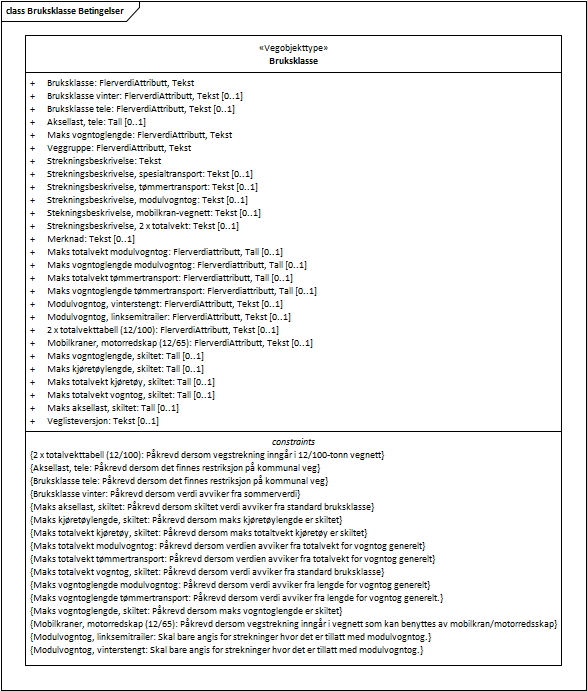 class Bruksklasse Betingelser
«Vegobjekttype»
Bruksklasse
+ Bruksklasse: FlerverdiAttributt, Tekst
+ Bruksklasse vinter: FlerverdiAttributt, Tekst [0..1]
+ Bruksklasse tele: FlerverdiAttributt, Tekst [0..1]
+ Aksellast, tele: Tall [0..1]
+ Maks vogntoglengde: FlerverdiAttributt, Tekst
+ Veggruppe: FlerverdiAttributt, Tekst
+ Strekningsbeskrivelse: Tekst
+ Strekningsbeskrivelse, spesialtransport: Tekst [0..1]
+ Strekningsbeskrivelse, tømmertransport: Tekst [0..1]
+ Strekningsbeskrivelse, modulvogntog: Tekst [0..1]
+ Stekningsbeskrivelse, mobilkran-vegnett: Tekst [0..1]
+ Strekningsbeskrivelse, 2 x totalvekt: Tekst [0..1]
+ Merknad: Tekst [0..1]
+ Maks totalvekt modulvogntog: Flerverdiattributt, Tall [0..1]
+ Maks vogntoglengde modulvogntog: Flerverdiattributt, Tall [0..1]
+ Maks totalvekt tømmertransport: Flerverdiattributt, Tall [0..1]
+ Maks vogntoglengde tømmertransport: Flerverdiattributt, Tall [0..1]
+ Modulvogntog, vinterstengt: FlerverdiAttributt, Tekst [0..1]
+ Modulvogntog, linksemitrailer: FlerverdiAttributt, Tekst [0..1]
+ 2 x totalvekttabell (12/100): FlerverdiAttributt, Tekst [0..1]
+ Mobilkraner, motorredskap (12/65): FlerverdiAttributt, Tekst [0..1]
+ Maks vogntoglengde, skiltet: Tall [0..1]
+ Maks kjøretøylengde, skiltet: Tall [0..1]
+ Maks totalvekt kjøretøy, skiltet: Tall [0..1]
+ Maks totalvekt vogntog, skiltet: Tall [0..1]
+ Maks aksellast, skiltet: Tall [0..1]
+ Veglisteversjon: Tekst [0..1]
constraints
{2 x totalvekttabell (12/100): Påkrevd dersom vegstrekning inngår i 12/100-tonn vegnett}
{Aksellast, tele: Påkrevd dersom det finnes restriksjon på kommunal veg}
{Bruksklasse tele: Påkrevd dersom det finnes restriksjon på kommunal veg}
{Bruksklasse vinter: Påkrevd dersom verdi avviker fra sommerverdi}
{Maks aksellast, skiltet: Påkrevd dersom skiltet verdi avviker fra standard bruksklasse}
{Maks kjøretøylengde, skiltet: Påkrevd dersom maks kjøretøylengde er skiltet}
{Maks totalvekt kjøretøy, skiltet: Påkrevd dersom maks totaltvekt kjøretøy er skiltet}
{Maks totalvekt modulvogntog: Påkrevd dersom verdien avviker fra totalvekt for vogntog generelt}
{Maks totalvekt tømmertransport: Påkrevd dersom verdien avviker fra totalvekt for vogntog generelt}
{Maks totalvekt vogntog, skiltet: Påkrevd dersom verdi avviker fra standard bruksklasse}
{Maks vogntoglengde modulvogntog: Påkrevd dersom verdi avviker fra lengde for vogntog generelt}
{Maks vogntoglengde tømmertransport: Påkrevd dersom verdi avviker fra lengde for vogntog generelt.}
{Maks vogntoglengde, skiltet: Påkrevd dersom maks vogntoglengde er skiltet}
{Mobilkraner, motorredskap (12/65): Påkrevd dersom vegstrekning inngår i vegnett som kan benyttes av mobilkran/motorredsskap}
{Modulvogntog, linksemitrailer: Skal bare angis for strekninger hvor det er tillatt med modulvogntog.}
{Modulvogntog, vinterstengt: Skal bare angis for strekninger hvor det er tillatt med modulvogntog.}